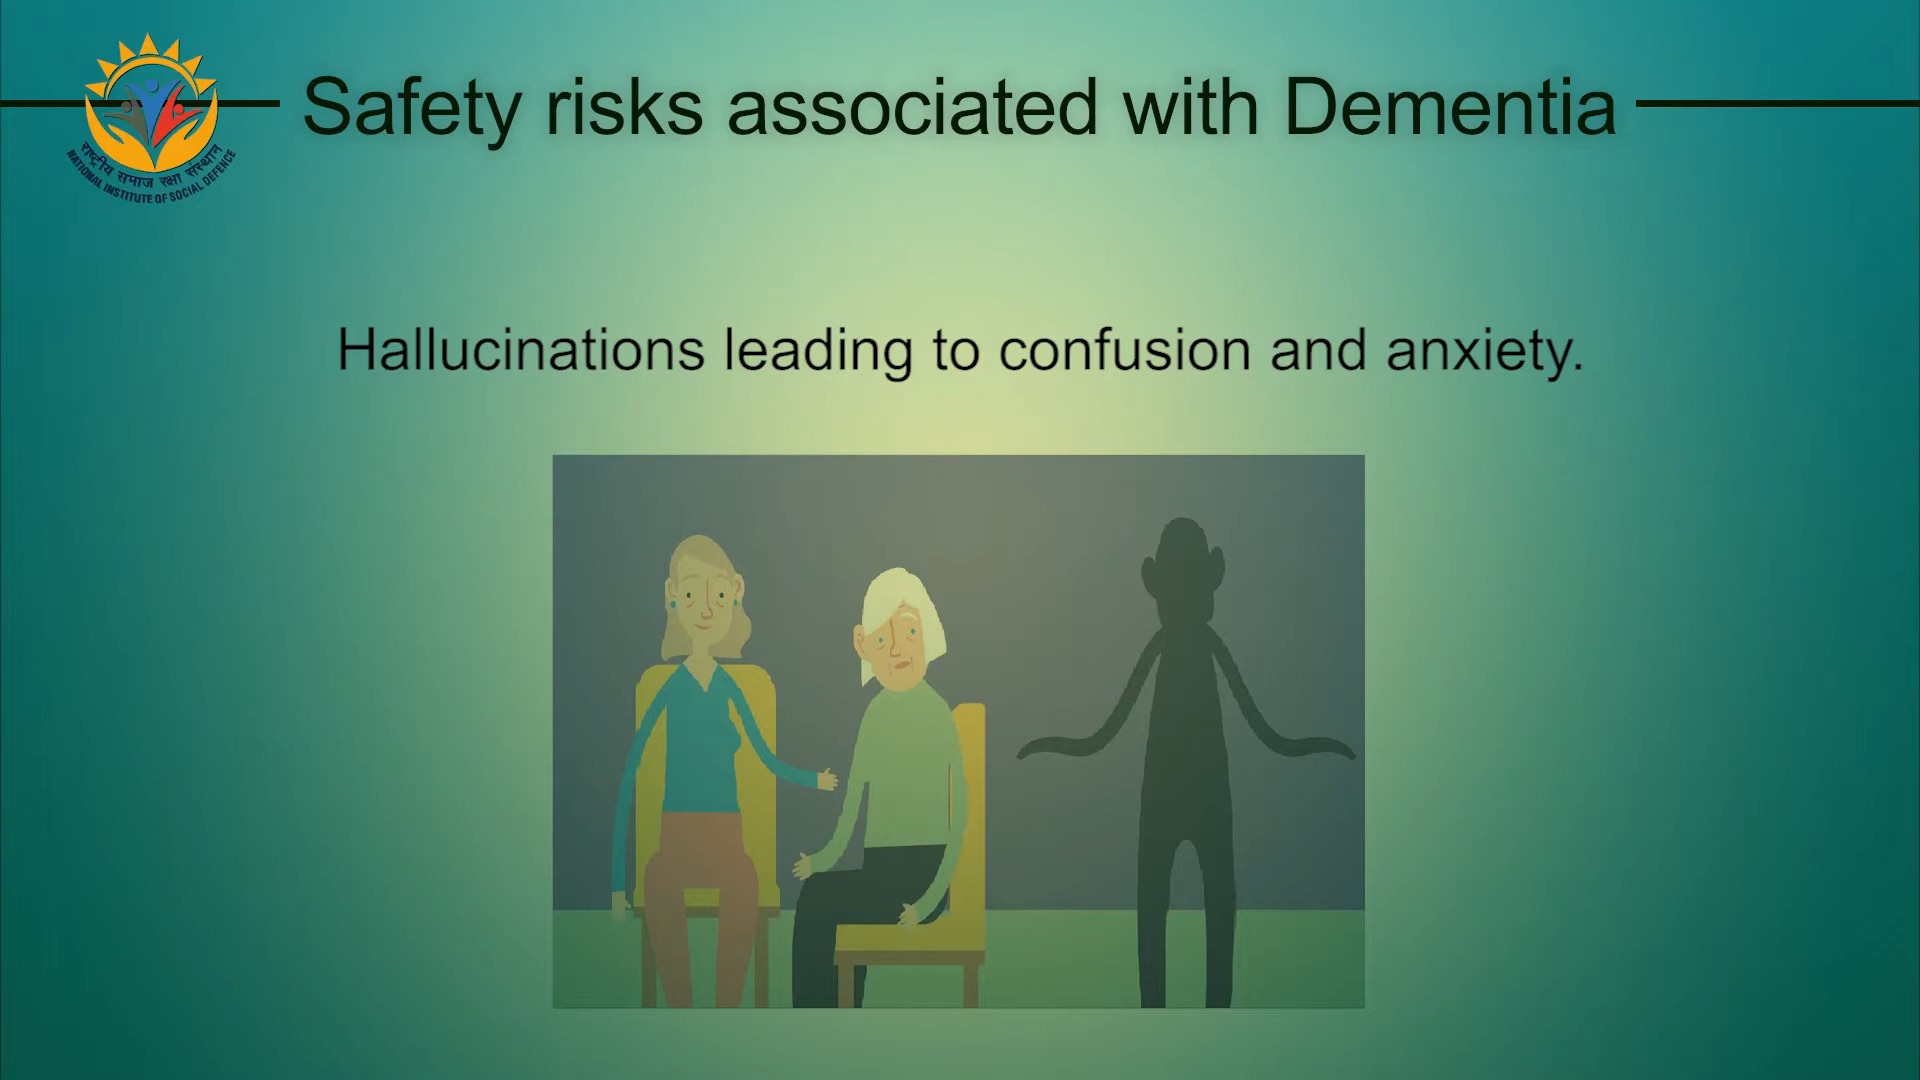 Safety risks associated with Dementia
राष्ट्रीय समाज रक्षा संस्थान
NATIONAL INSTITUTE OF SOCIAL DEFENCE
Hallucinations leading to confusion and anxiety.